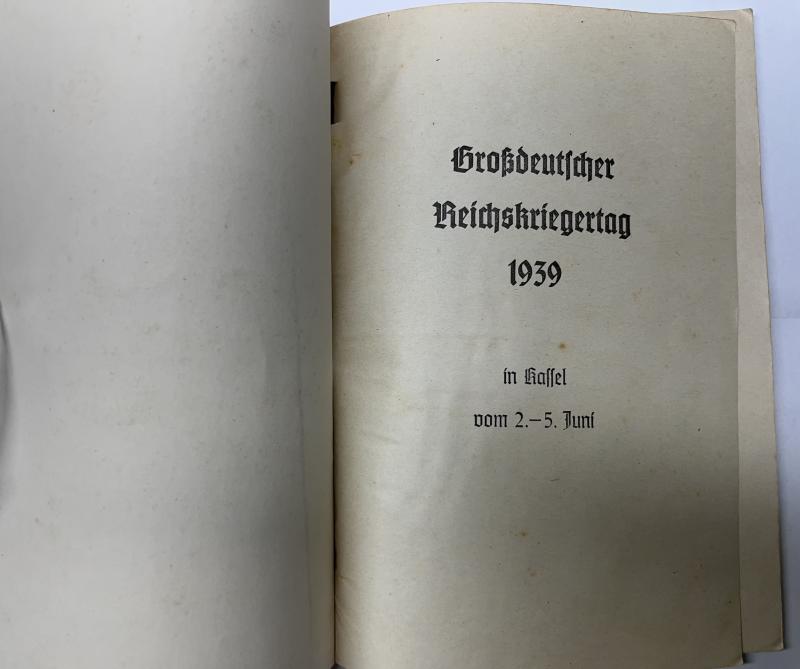 Großdeutscher
Reichskriegertag
1939
in Kassel
vom 2.–5. Juni